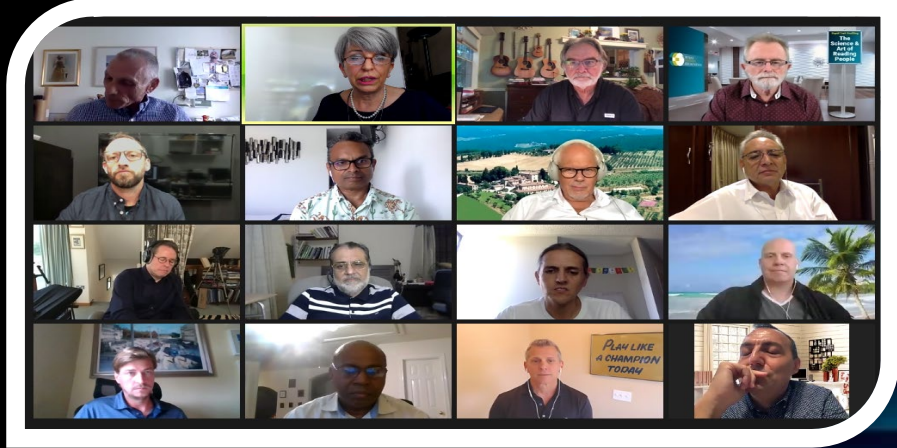 The
Science &
Art of
Reading
People
PLAY LIKE
A CHAMPION
TODAY